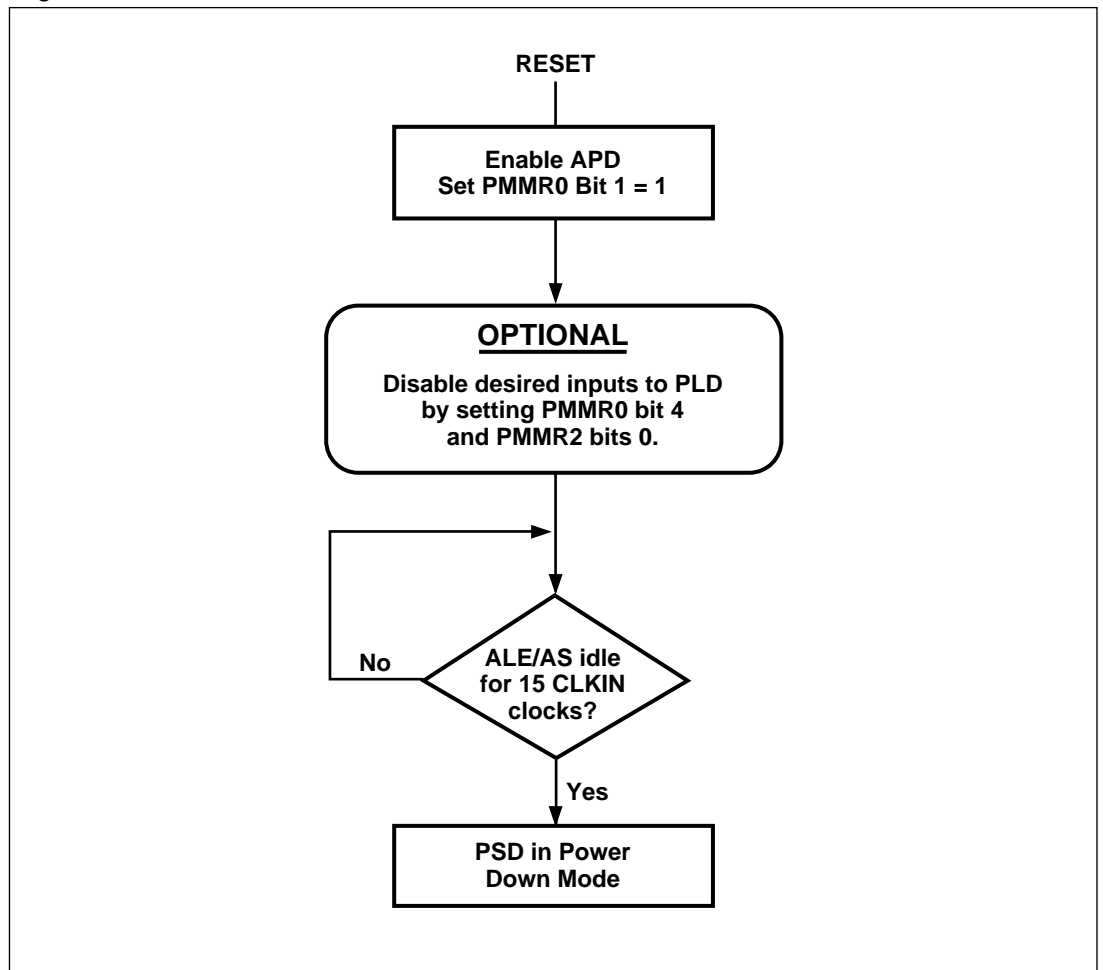 RESET
Enable APD
Set PMMR0 Bit 1 = 1
OPTIONAL
Disable desired inputs to PLD
by setting PMMR0 bit 4
and PMMR2 bits 0.
No
ALE/AS idle
for 15 CLKIN
clocks?
Yes
PSD in Power
Down Mode